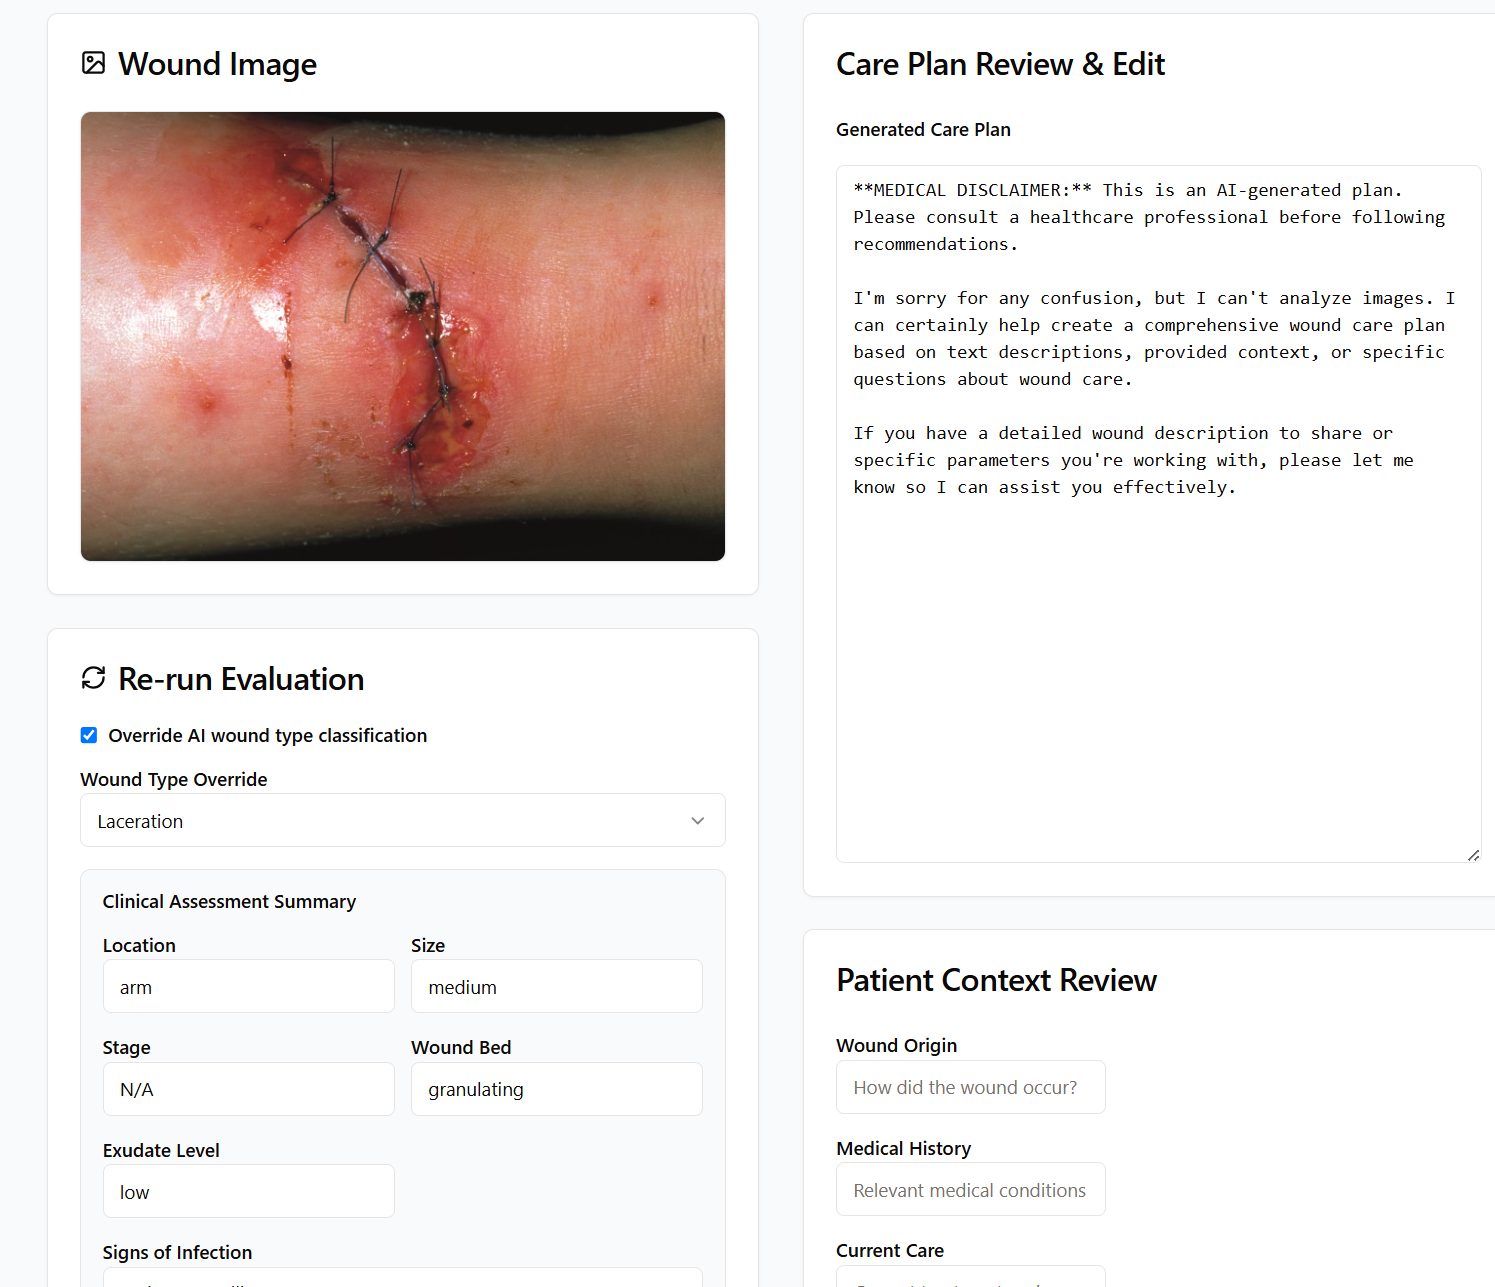 Wound Image
Re-run Evaluation
Override AI wound type classification
Wound Type Override
Laceration
Clinical Assessment Summary
Location
Size
arm
medium
Stage
Wound Bed
N/A
granulating
Exudate Level
low
Signs of Infection
Care Plan Review & Edit
Generated Care Plan
**MEDICAL DISCLAIMER:** This is an AI-generated plan.
Please consult a healthcare professional before following
recommendations.
I'm sorry for any confusion, but I can't analyze images. I
can certainly help create a comprehensive wound care plan
based on text descriptions, provided context, or specific
questions about wound care.
If you have a detailed wound description to share or
specific parameters you're working with, please let me
know so I can assist you effectively.
Patient Context Review
Wound Origin
How did the wound occur?
Medical History
Relevant medical conditions
Current Care